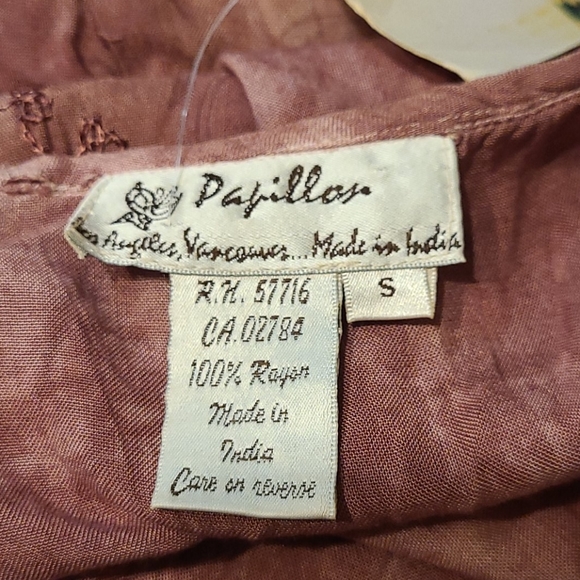 Papillon
Los Angeles, Vancouver... Made in India
S
R.N. 57716
CA.02784
100% Rayon
Made in
India
Care on reverse